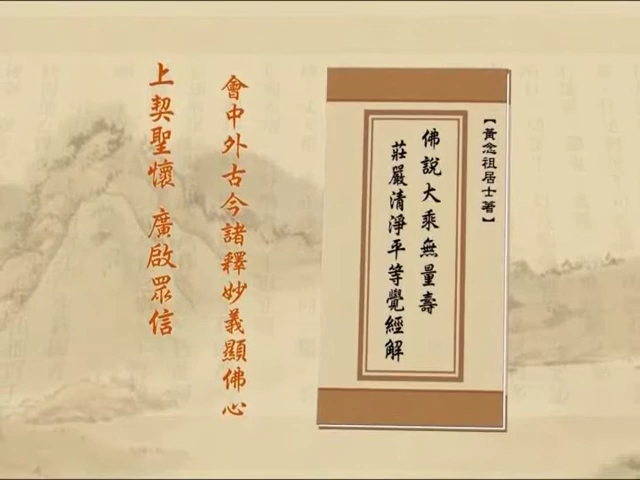 【黃念祖居士著】
佛說大乘無量壽
莊嚴清淨平等覺經解
會中外古今諸釋妙義顯佛心
上契聖懷 廣啟眾信